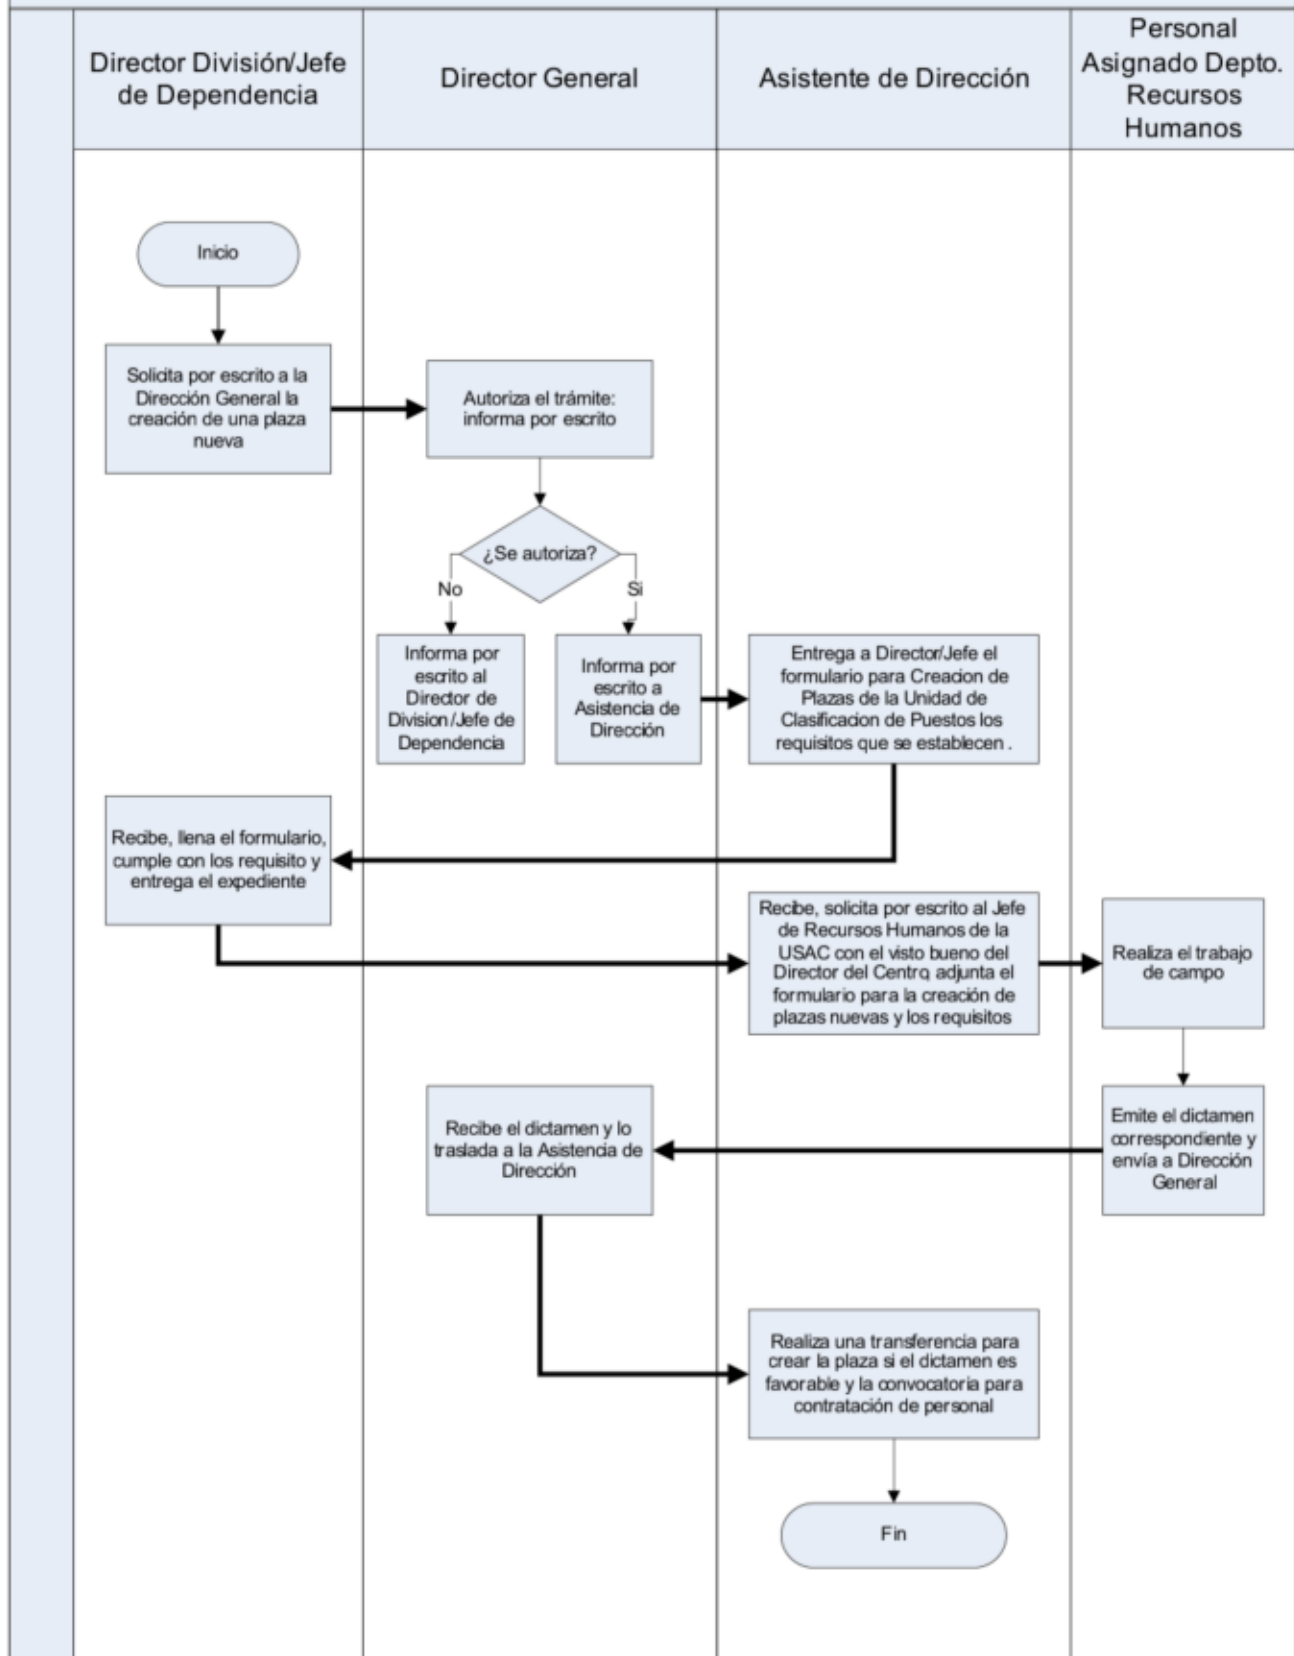 Director División/Jefe
de Dependencia
Director General
Asistente de Dirección
Personal
Asignado Depto.
Recursos
Humanos
Inicio
Solicita por escrito a la
Dirección General la
creación de una plaza
nueva
Autoriza el trámite:
informa por escrito
¿Se autoriza?
No
Si
Informa por
escrito al
Director de
Division/Jefe de
Dependencia
Informa por
escrito a
Asistencia de
Dirección
Entrega a Director/Jefe el
formulario para Creacion de
Plazas de la Unidad de
Clasificacion de Puestos los
requisitos que se establecen .
Recibe, llena el formulario,
cumple con los requisito y
entrega el expediente
Recibe, solicita por escrito al Jefe
de Recursos Humanos de la
USAC con el visto bueno del
Director del Centro, adjunta el
formulario para la creación de
plazas nuevas y los requisitos
Realiza el trabajo
de campo
Emite el dictamen
correspondiente y
envía a Dirección
General
Recibe el dictamen y lo
traslada a la Asistencia de
Dirección
Realiza una transferencia para
crear la plaza si el dictamen es
favorable y la convocatoria para
contratación de personal
Fin